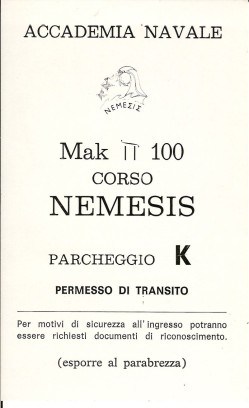 ACCADEMIA NAVALE
ΝΕΜΕΣΙΣ
Mak π 100
CORSO
NEMESIS
PARCHEGGIO K
PERMESSO DI TRANSITO
Per motivi di sicurezza all'ingresso potranno
essere richiesti documenti di riconoscimento.
(esporre al parabrezza)